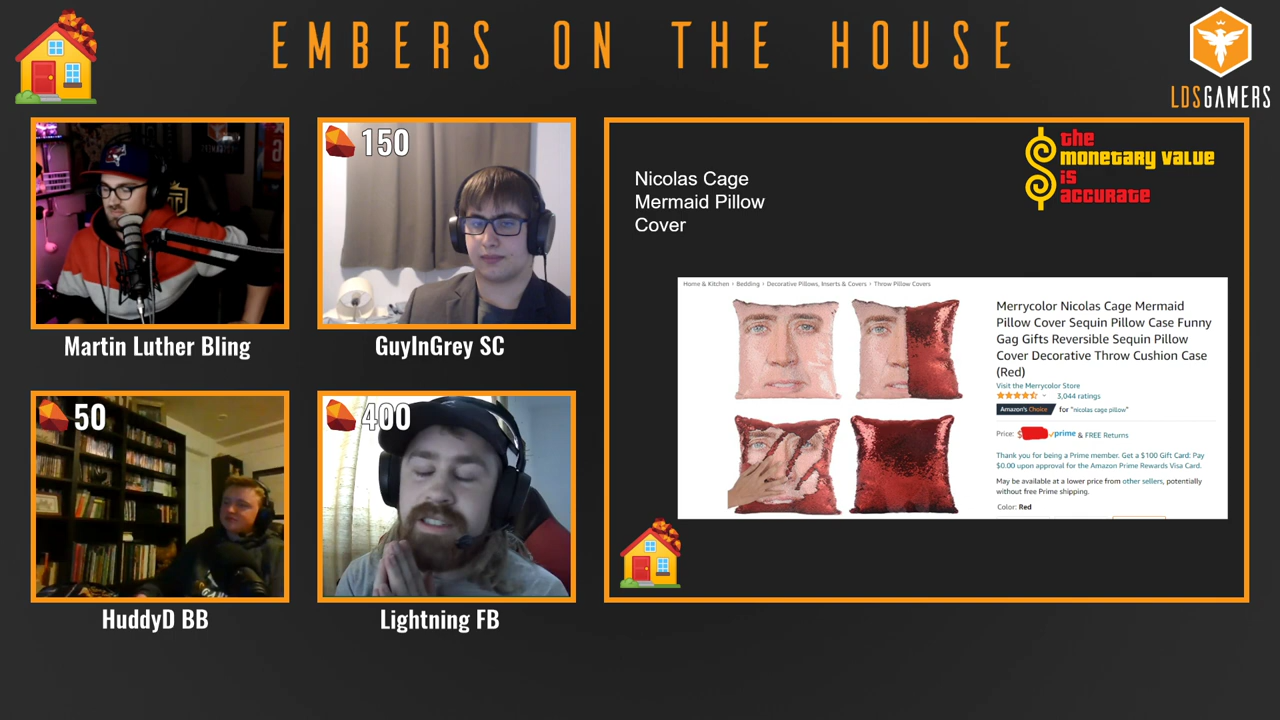 EMBERS ON THE HOUSE
LDSGAMERS
150
Martin Luther Bling
GuyInGrey SC
50
400
HuddyD BB
Lightning FB
the
monetary value
is
accurate
Nicolas Cage
Mermaid Pillow
Cover
Home & Kitchen › Bedding › Decorative Pillows, Inserts & Covers › Throw Pillow Covers
Merrycolor Nicolas Cage Mermaid
Pillow Cover Sequin Pillow Case Funny
Gag Gifts Reversible Sequin Pillow
Cover Decorative Throw Cushion Case
(Red)
Visit the Merrycolor Store
3,044 ratings
Amazon's Choice for "nicolas cage pillow"
Price: $ prime & FREE Returns
Thank you for being a Prime member. Get a $100 Gift Card: Pay
$0.00 upon approval for the Amazon Prime Rewards Visa Card.
May be available at a lower price from other sellers, potentially
without free Prime shipping.
Color: Red